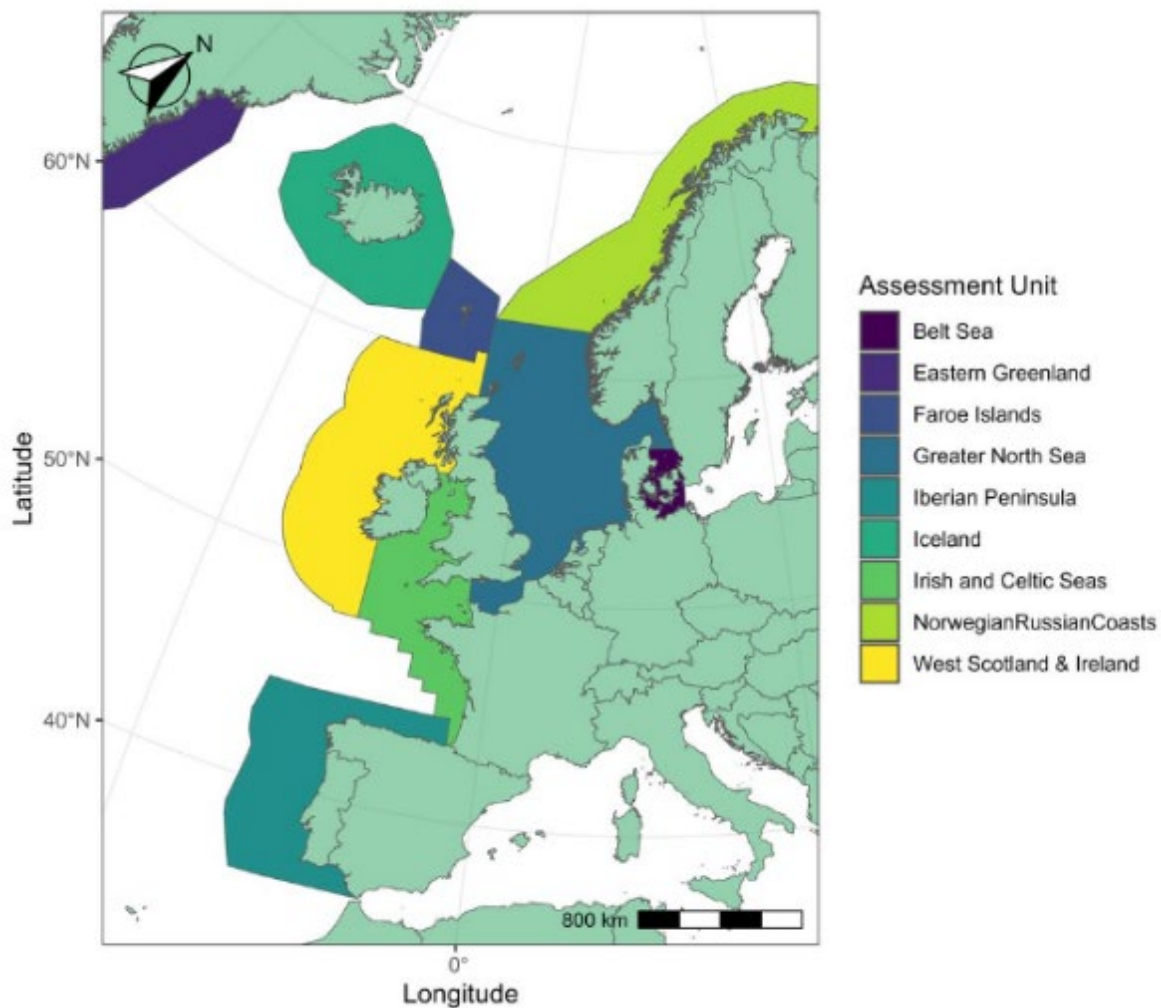 N
60°N
50°N
40°N
Latitude
800 km
0°
Longitude
Assessment Unit
Belt Sea
Eastern Greenland
Faroe Islands
Greater North Sea
Iberian Peninsula
Iceland
Irish and Celtic Seas
NorwegianRussianCoasts
West Scotland & Ireland